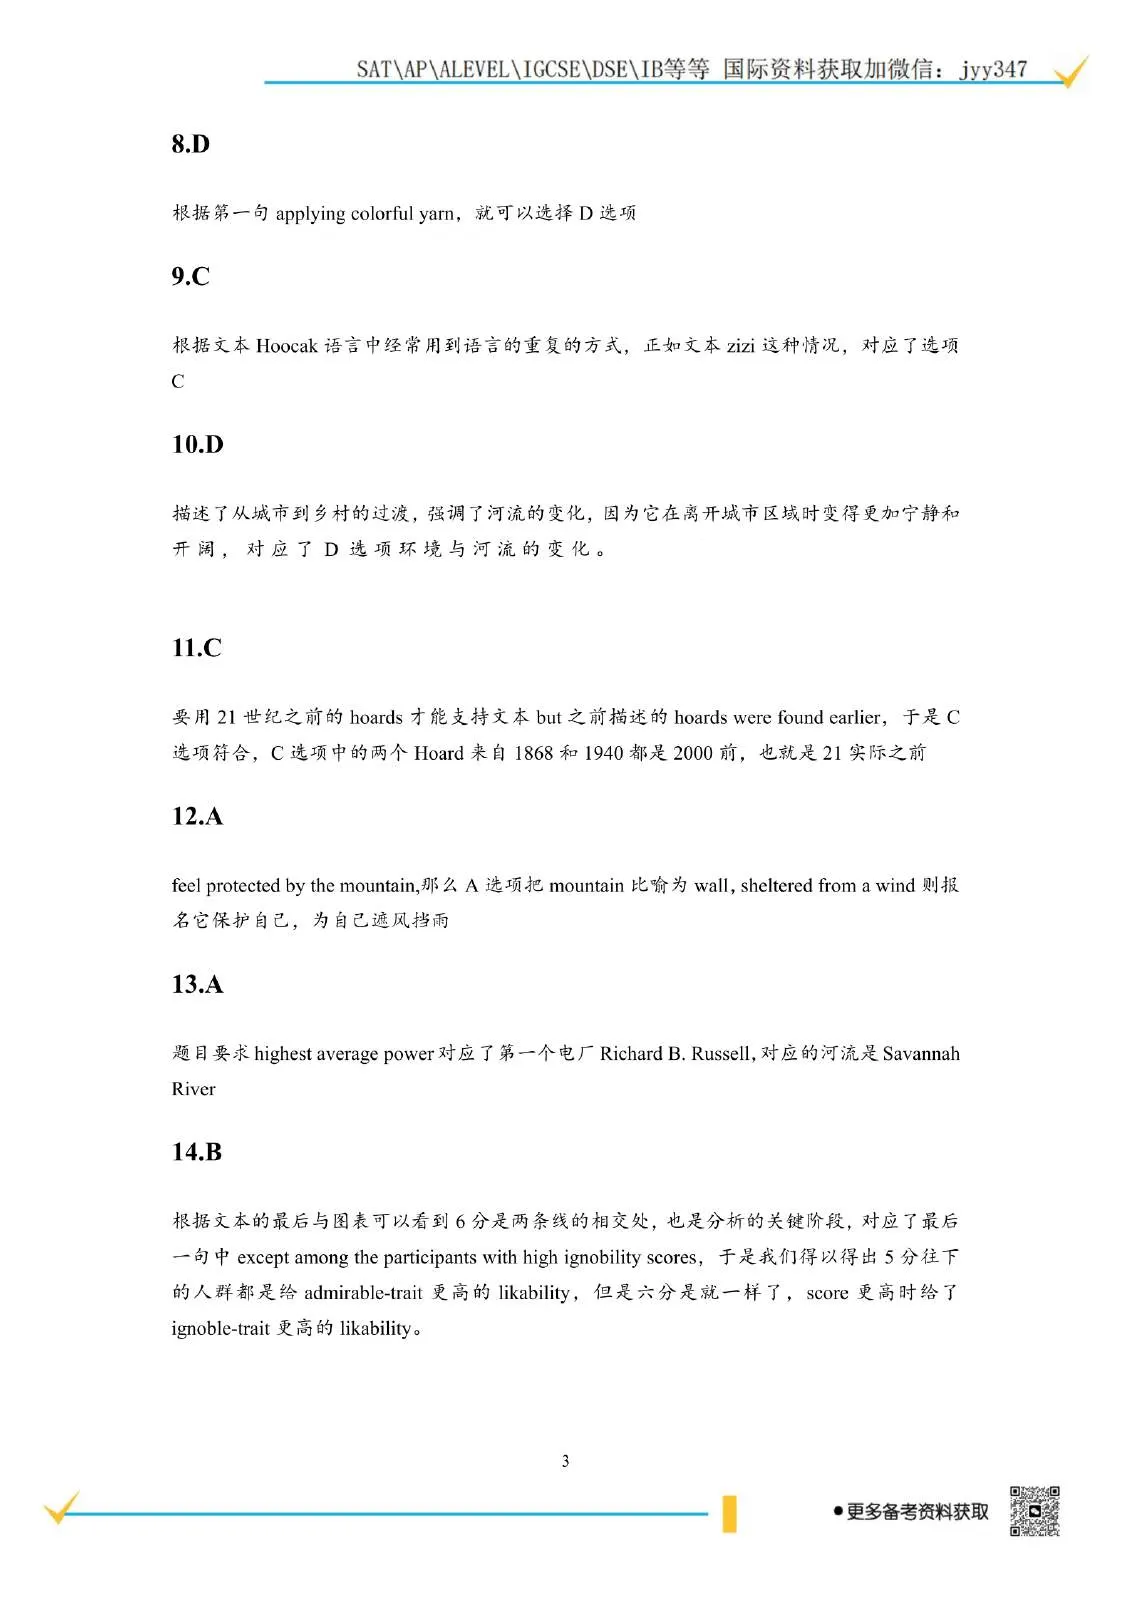 SAT\AP\ALEVEL\IGCSE\DSE\IB等等 国际资料获取加微信：jyy347
8.D
根据第一句 applying colorful yarn，就可以选择 D 选项
9.C
根据文本 Hoocak 语言中经常用到语言的重复的方式，正如文本 zizi 这种情况，对应了选项
C
10.D
描述了从城市到乡村的过渡，强调了河流的变化，因为它在离开城市区域时变得更加宁静和
开阔，对应了 D 选项环境与河流的变化。
11.C
要用 21 世纪之前的 hoards 才能支持文本 but 之前描述的 hoards were found earlier，于是 C
选项符合，C 选项中的两个 Hoard 来自 1868 和 1940 都是 2000 前，也就是 21 实际之前
12.A
feel protected by the mountain,那么 A 选项把 mountain 比喻为 wall, sheltered from a wind 则报
名它保护自己，为自己遮风挡雨
13.A
题目要求 highest average power 对应了第一个电厂 Richard B. Russell,对应的河流是 Savannah
River
14.B
根据文本的最后与图表可以看到 6 分是两条线的相交处，也是分析的关键阶段，对应了最后
一句中 except among the participants with high ignobility scores，于是我们得以得出 5 分往下
的人群都是给 admirable-trait 更高的 likability，但是六分是就一样了，score 更高时给了
ignoble-trait 更高的 likability。
3
●更多备考资料获取